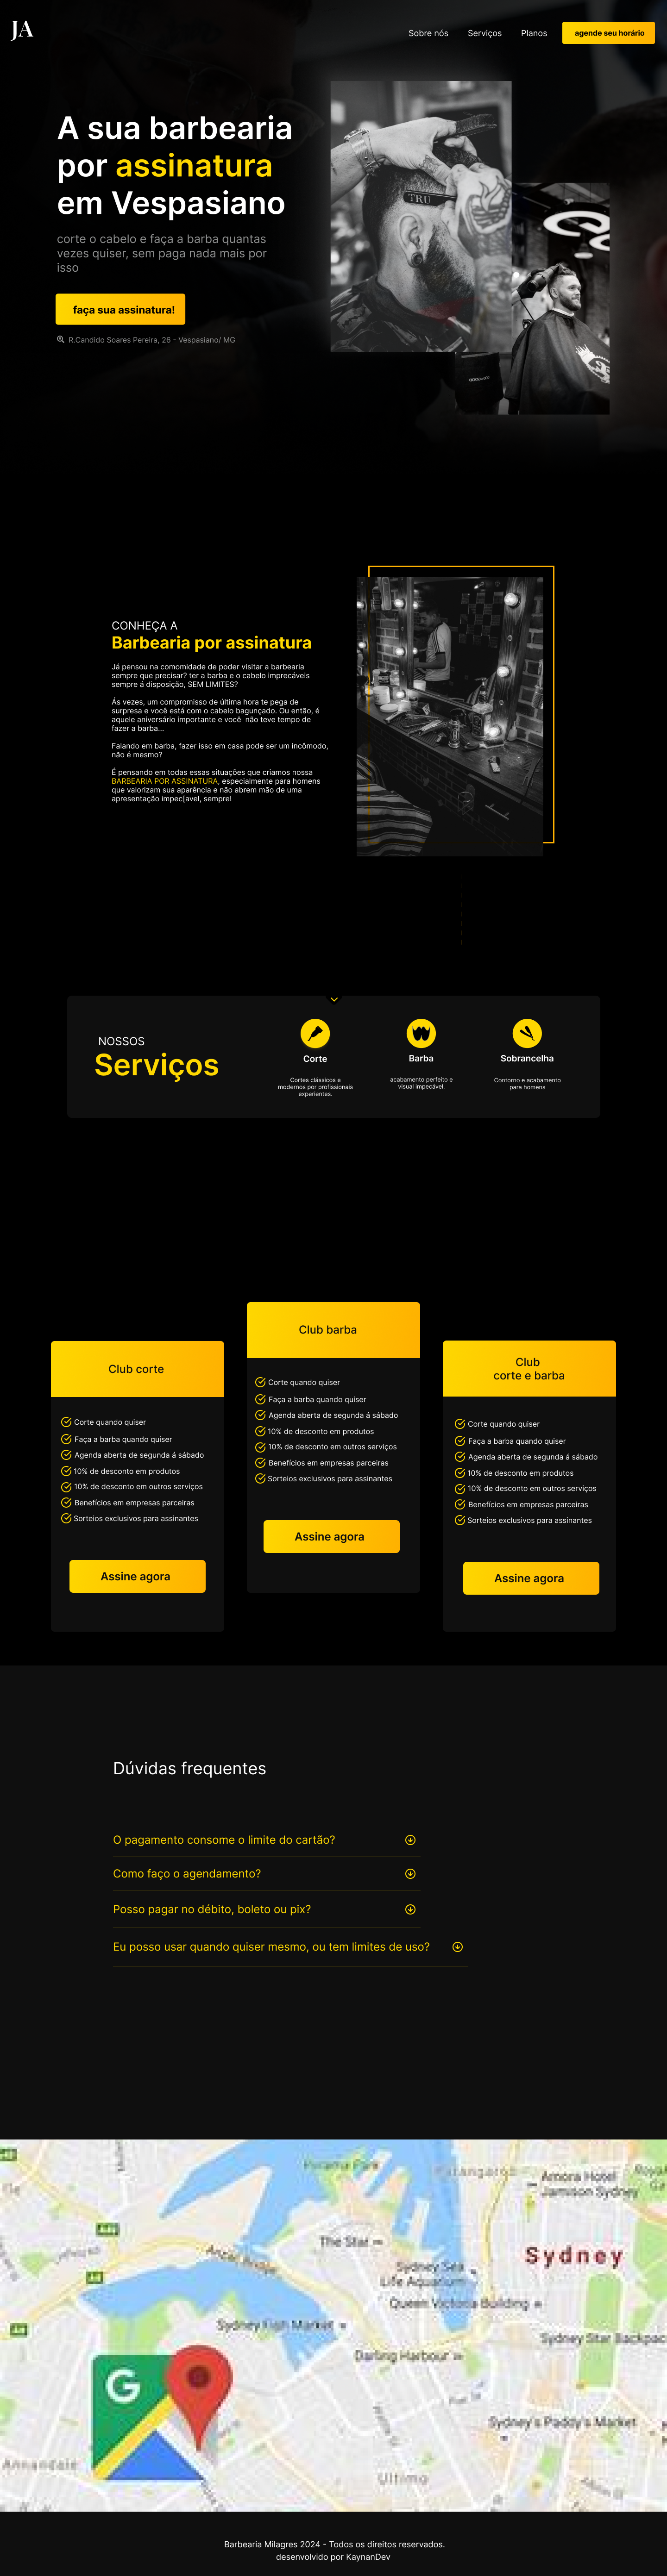 JA
Sobre nós
Serviços
Planos
agende seu horário
A sua barbearia
por assinatura
em Vespasiano
corte o cabelo e faça a barba quantas
vezes quiser, sem paga nada mais por
isso
faça sua assinatura!
R.Candido Soares Pereira, 26 - Vespasiano/ MG
TRU
CONHEÇA A
Barbearia por assinatura
Já pensou na comomidade de poder visitar a barbearia
sempre que precisar? ter a barba e o cabelo imprecáveis
sempre á disposição, SEM LIMITES?
Ás vezes, um compromisso de última hora te pega de
surpresa e você está com o cabelo bagunçado. Ou então, é
aquele aniversário importante e você  não teve tempo de
fazer a barba...
Falando em barba, fazer isso em casa pode ser um incômodo,
não é mesmo?
É pensando em todas essas situações que criamos nossa
BARBEARIA POR ASSINATURA, especialmente para homens
que valorizam sua aparência e não abrem mão de uma
apresentação impec[avel, sempre!
NOSSOS
Serviços
Corte
Cortes clássicos e
modernos por profissionais
experientes.
Barba
acabamento perfeito e
visual impecável.
Sobrancelha
Contorno e acabamento
para homens
Club corte
Corte quando quiser
Faça a barba quando quiser
Agenda aberta de segunda á sábado
10% de desconto em produtos
10% de desconto em outros serviços
Benefícios em empresas parceiras
Sorteios exclusivos para assinantes
Assine agora
Club barba
Corte quando quiser
Faça a barba quando quiser
Agenda aberta de segunda á sábado
10% de desconto em produtos
10% de desconto em outros serviços
Benefícios em empresas parceiras
Sorteios exclusivos para assinantes
Assine agora
Club
corte e barba
Corte quando quiser
Faça a barba quando quiser
Agenda aberta de segunda á sábado
10% de desconto em produtos
10% de desconto em outros serviços
Benefícios em empresas parceiras
Sorteios exclusivos para assinantes
Assine agora
Dúvidas frequentes
O pagamento consome o limite do cartão?
Como faço o agendamento?
Posso pagar no débito, boleto ou pix?
Eu posso usar quando quiser mesmo, ou tem limites de uso?
Pirrama Park
Barangaroo
Amora Hotel
Jamison Sydney
Anzac Bridge
The Star
Sydney
Sydney Sea
Life Aquarium
Queen Victoria Building
Sydney Fish Market
Sydney Star Backpac
Darling Harbour
G
Sydney's Paddy's Market
Annandale
Ultimo
Barbearia Milagres 2024 - Todos os direitos reservados.
desenvolvido por KaynanDev